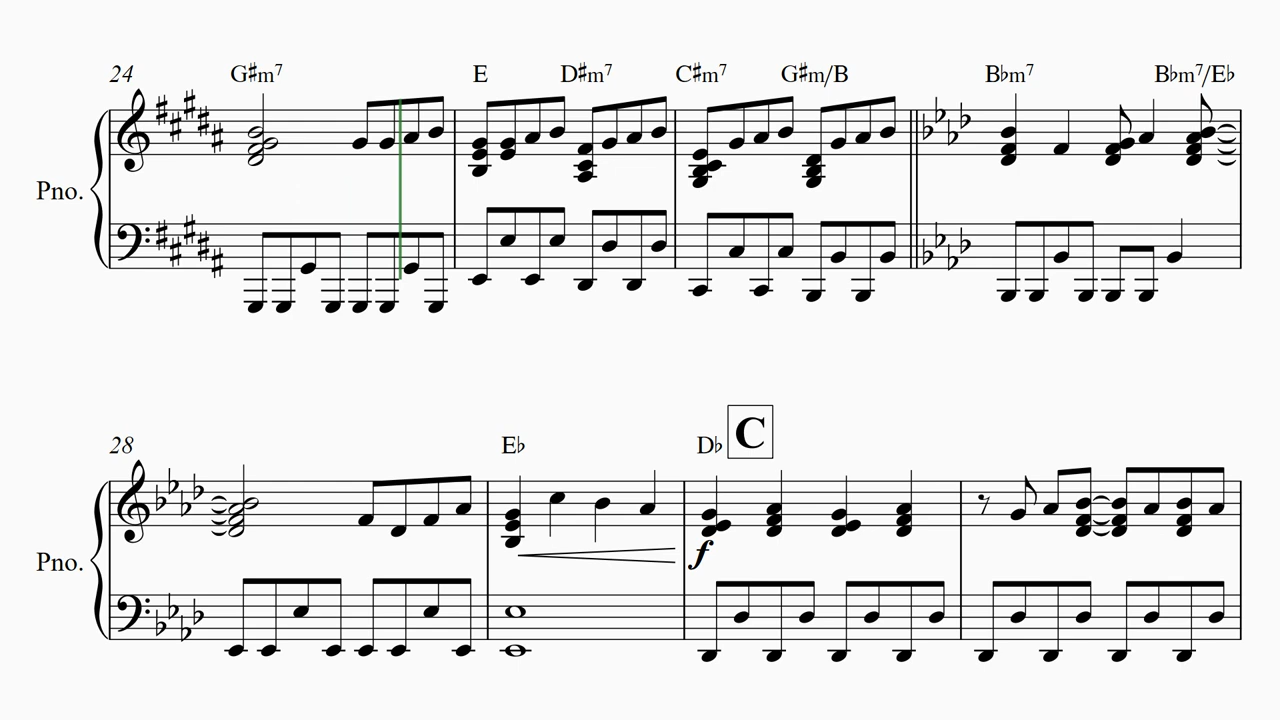 24 G♯m7 E D♯m7 C♯m7 G♯m/B B♭m7 B♭m7/E♭
Pno.
28 E♭ D♭ C
f
Pno.